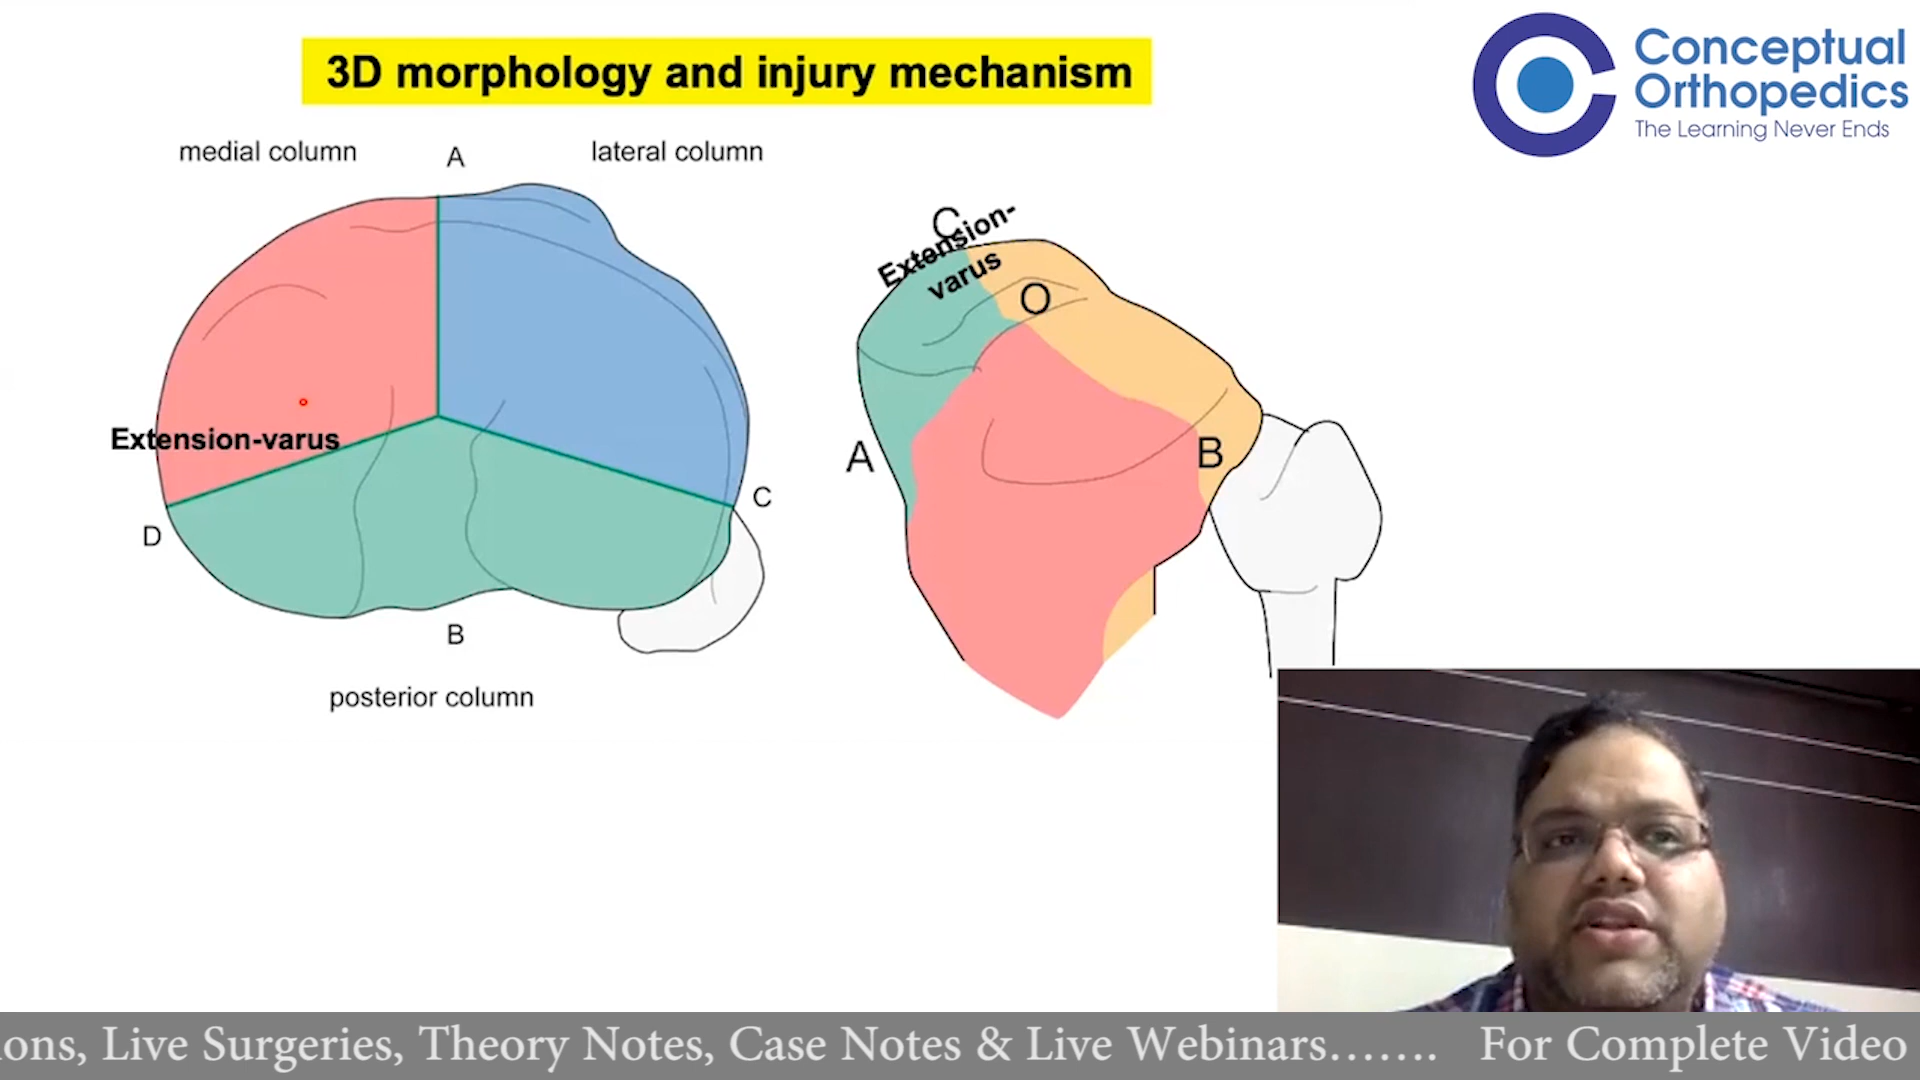 3D morphology and injury mechanism
Conceptual
Orthopedics
The Learning Never Ends
medial column
A
lateral column
Extension-varus
D
C
B
posterior column
C
Extension-
varus
O
A
B
ions, Live Surgeries, Theory Notes, Case Notes & Live Webinars....... For Complete Video